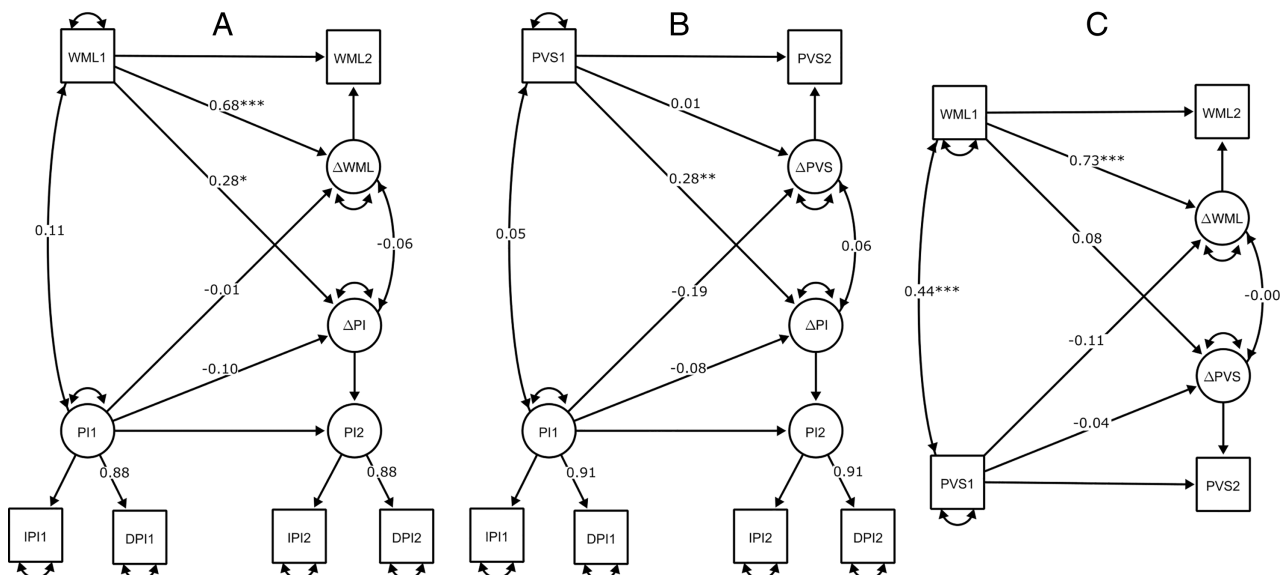 A
WML1
WML2
0.68***
ΔWML
0.28*
0.11
-0.06
-0.01
ΔPI
-0.10
PI1
PI2
0.88
0.88
IPI1
DPI1
IPI2
DPI2
B
PVS1
PVS2
0.01
ΔPVS
0.28**
0.05
0.06
-0.19
ΔPI
-0.08
PI1
PI2
0.91
0.91
IPI1
DPI1
IPI2
DPI2
C
WML1
WML2
0.73***
ΔWML
0.08
0.44***
-0.00
-0.11
ΔPVS
-0.04
PVS1
PVS2